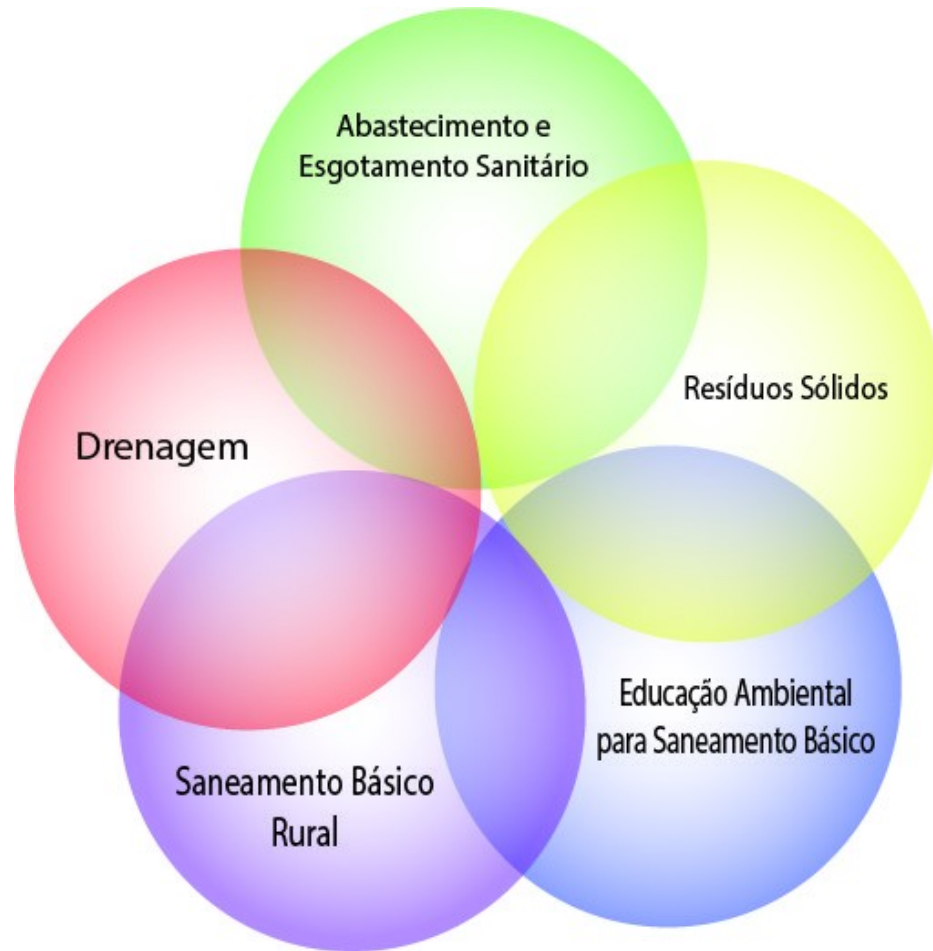 Abastecimento e
Esgotamento Sanitário
Resíduos Sólidos
Drenagem
Educação Ambiental
para Saneamento Básico
Saneamento Básico
Rural